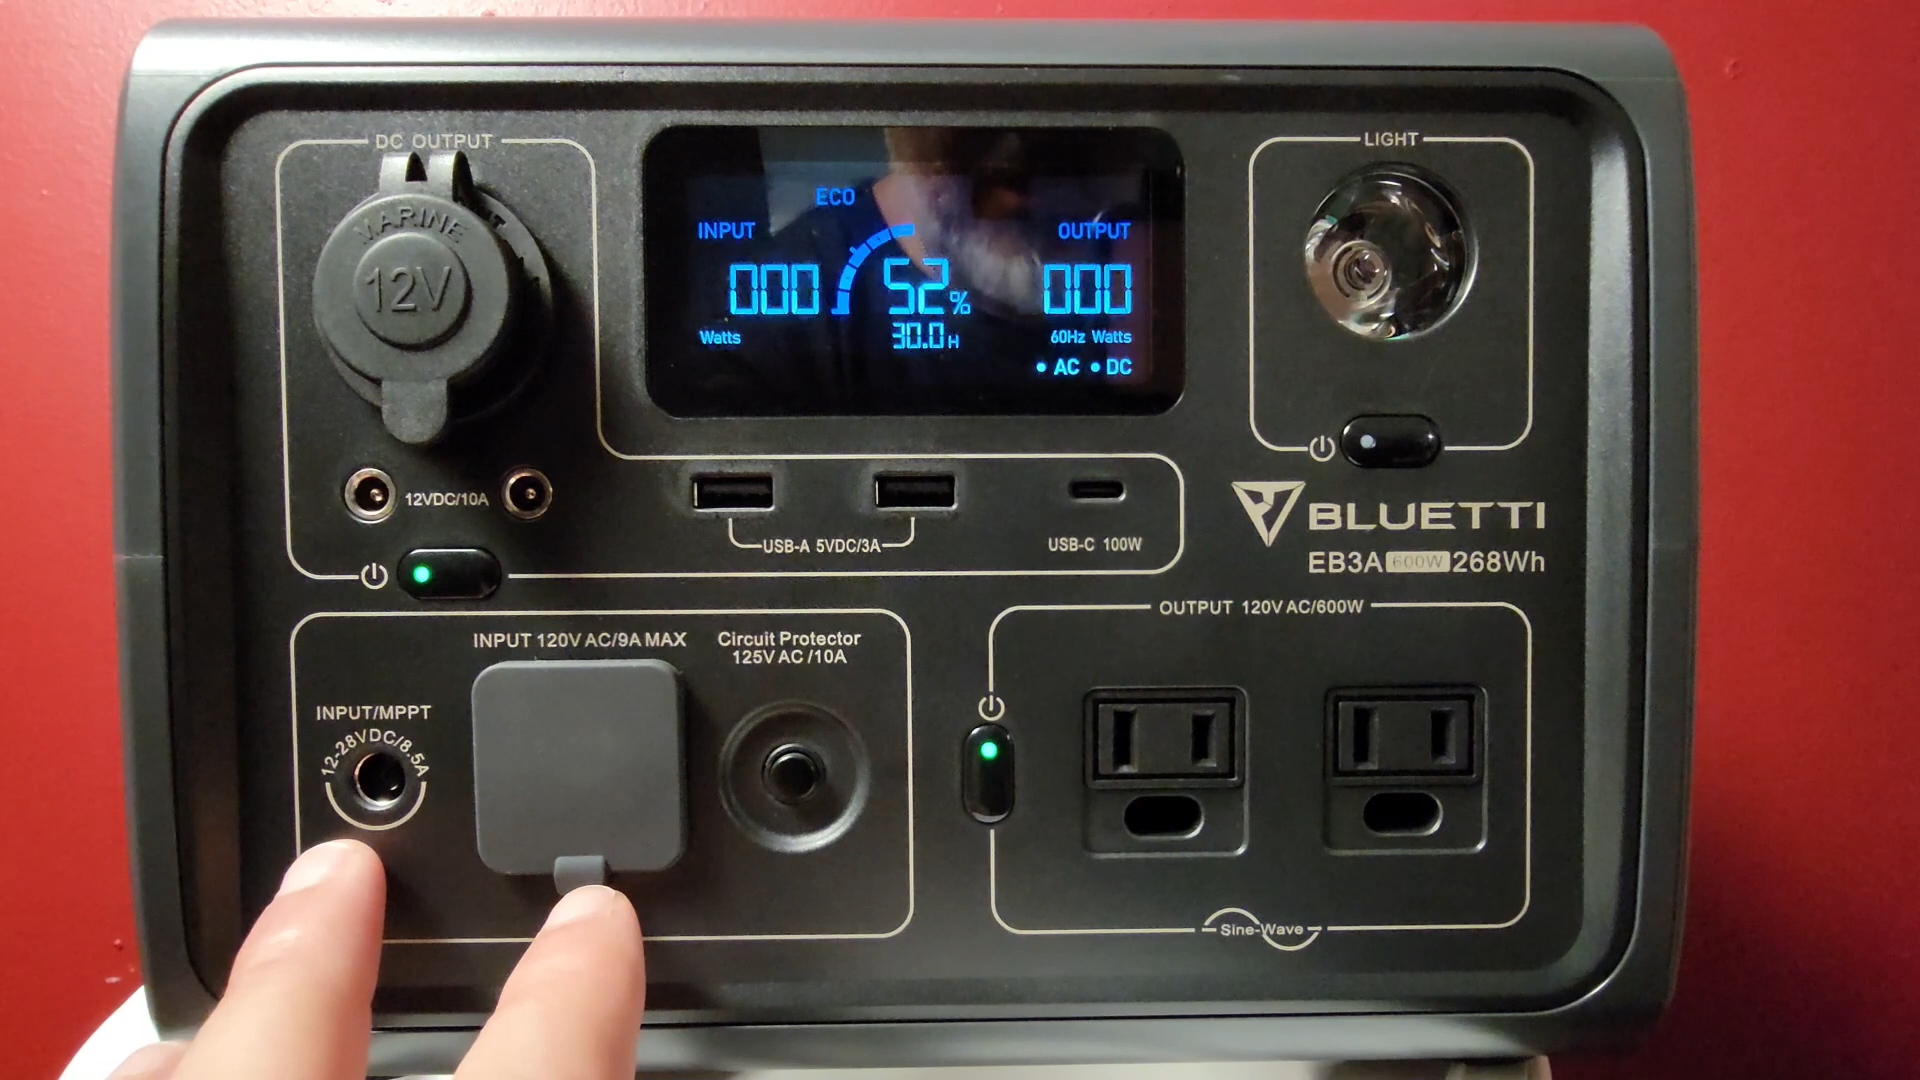 DC OUTPUT
MARINE
12V
12VDC/10A
ECO
INPUT
OUTPUT
000
52%
000
Watts
30.0H
60Hz Watts
• AC • DC
LIGHT
USB-A 5VDC/3A
USB-C 100W
BLUETTI
EB3A 600W 268Wh
INPUT 120V AC/9A MAX
Circuit Protector
125V AC /10A
INPUT/MPPT
12-28VDC/8.5A
OUTPUT 120V AC/600W
Sine-Wave